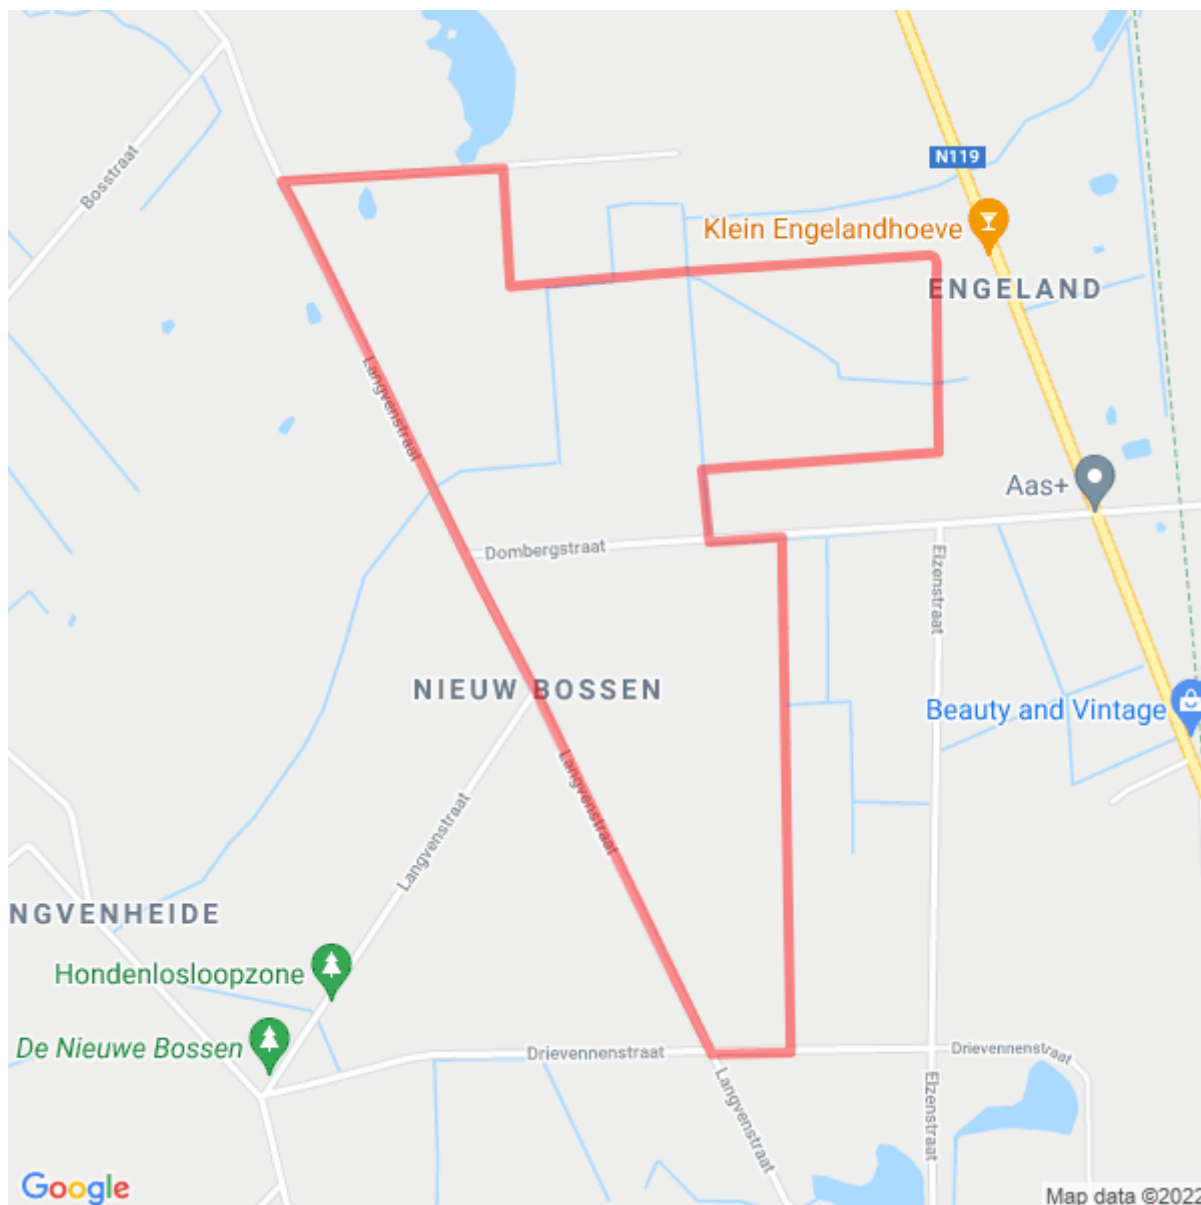 Bosstraat
N119
Klein Engelandhoeve
ENGELAND
Langvenstraat
Aas+
Dombergstraat
Elzenstraat
NIEUW BOSSEN
Beauty and Vintage
Langvenstraat
Langvenstraat
NGVENHEIDE
Hondenlosloopzone
De Nieuwe Bossen
Drievennenstraat
Drievennenstraat
Langvenstraat
Elzenstraat
Google
Map data ©2022